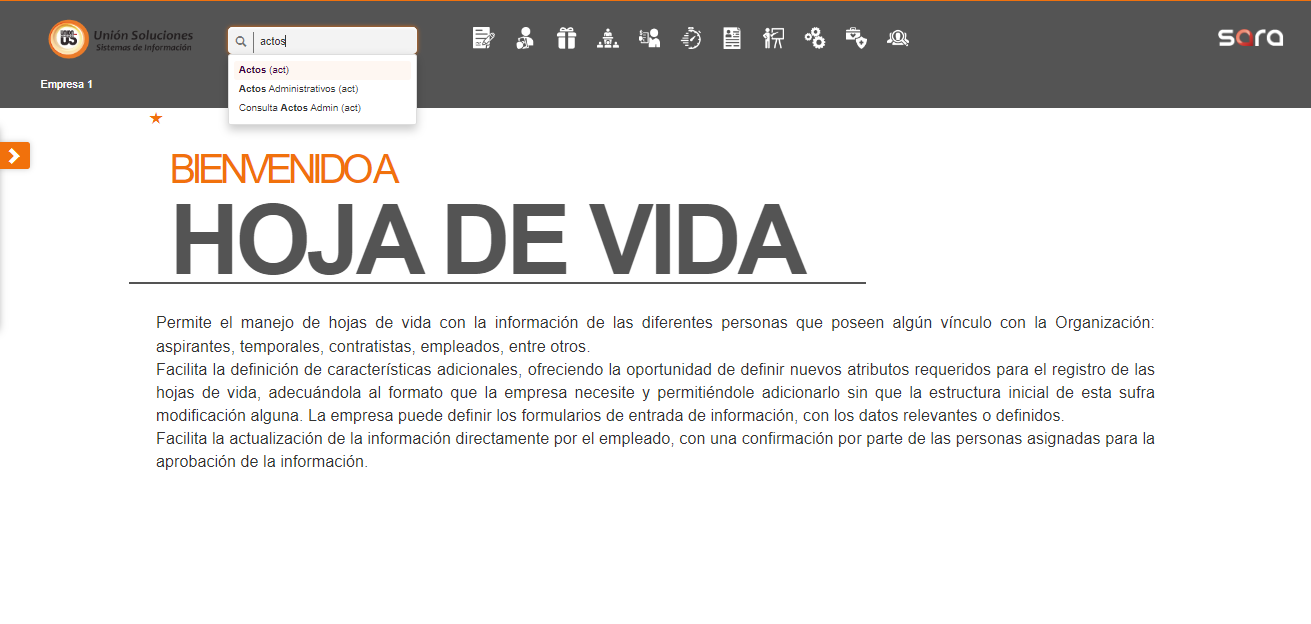 Unión Soluciones
Sistemas de Información
actos
sara
Actos (act)
Empresa 1
Actos Administrativos (act)
Consulta Actos Admin (act)
BIENVENIDO A
HOJA DE VIDA
Permite el manejo de hojas de vida con la información de las diferentes personas que poseen algún vínculo con la Organización:
aspirantes, temporales, contratistas, empleados, entre otros.
Facilita la definición de características adicionales, ofreciendo la oportunidad de definir nuevos atributos requeridos para el registro de las
hojas de vida, adecuándola al formato que la empresa necesite y permitiéndole adicionarlo sin que la estructura inicial de esta sufra
modificación alguna. La empresa puede definir los formularios de entrada de información, con los datos relevantes o definidos.
Facilita la actualización de la información directamente por el empleado, con una confirmación por parte de las personas asignadas para la
aprobación de la información.